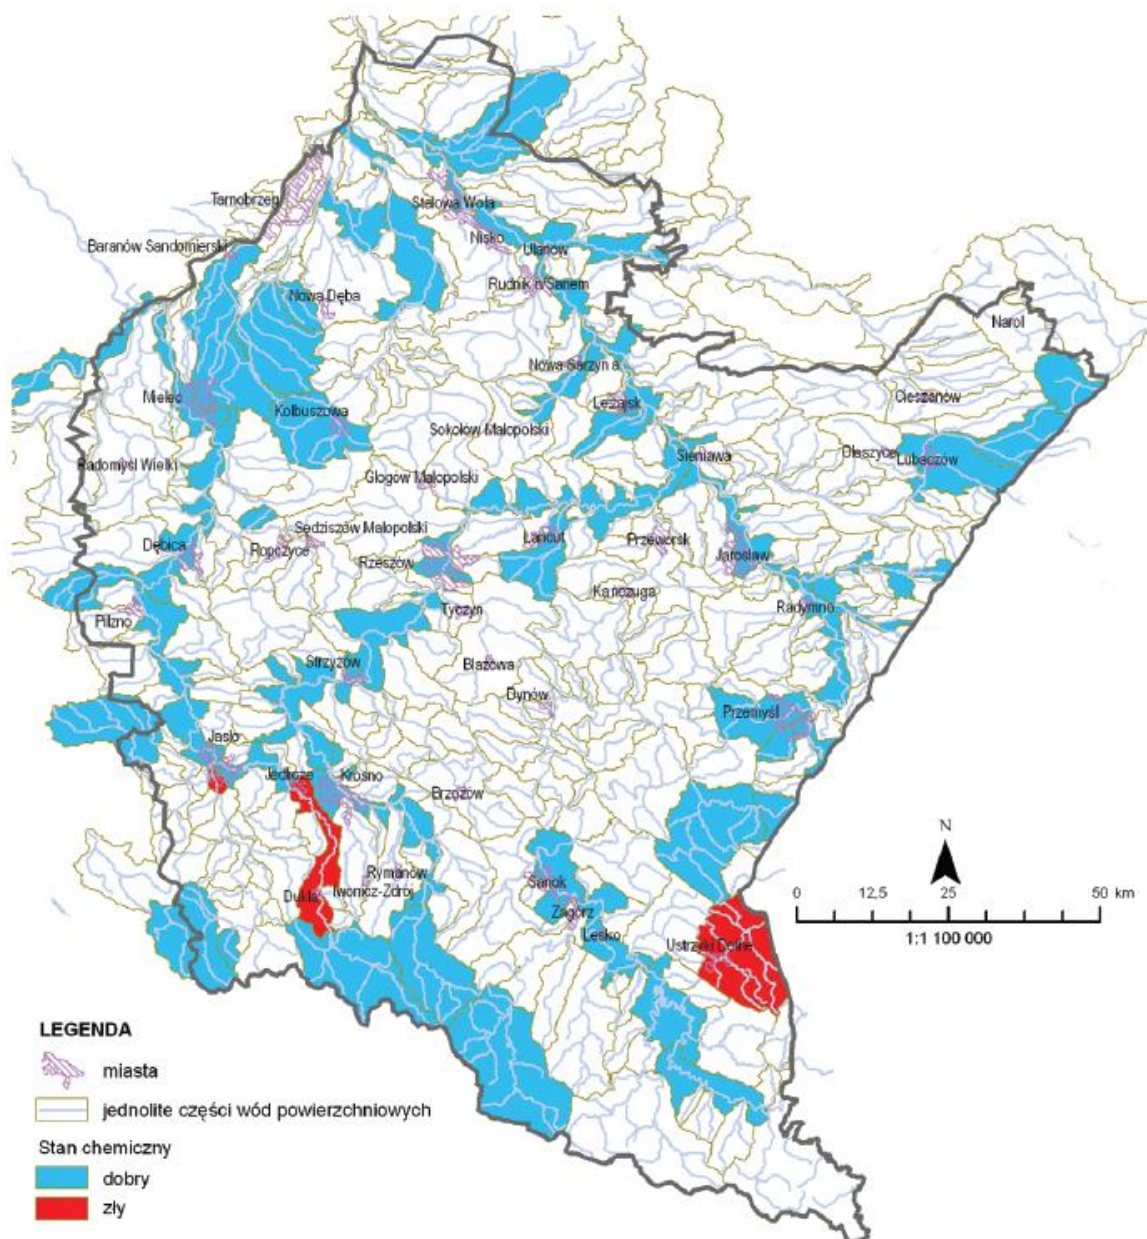 Tarnobrzeg
Stalowa Wola
Nisko
Ulanów
Baranów Sandomierski
Rudnik n/Sanem
Nowa Dęba
Narol
Nowa Sarzyna
Mielec
Kolbuszowa
Leżajsk
Cieszanów
Sokołów Małopolski
Radomyśl Wielki
Sieniawa
Oleszyce
Lubaczów
Głogów Małopolski
Sędziszów Małopolski
Dębica
Ropczyce
Rzeszów
Łańcut
Przeworsk
Jarosław
Kańczuga
Radymno
Pilzno
Tyczyn
Strzyżów
Błażowa
Dynów
Przemyśl
Jasło
Jedlicze
Krosno
Brzozów
N
Rymanów
Iwonicz-Zdrój
Dukla
Sanok
Zagórz
Lesko
Ustrzyki Dolne
0 12,5 25 50 km
1:1 100 000
LEGENDA
miasta
jednolite części wód powierzchniowych
Stan chemiczny
dobry
zły